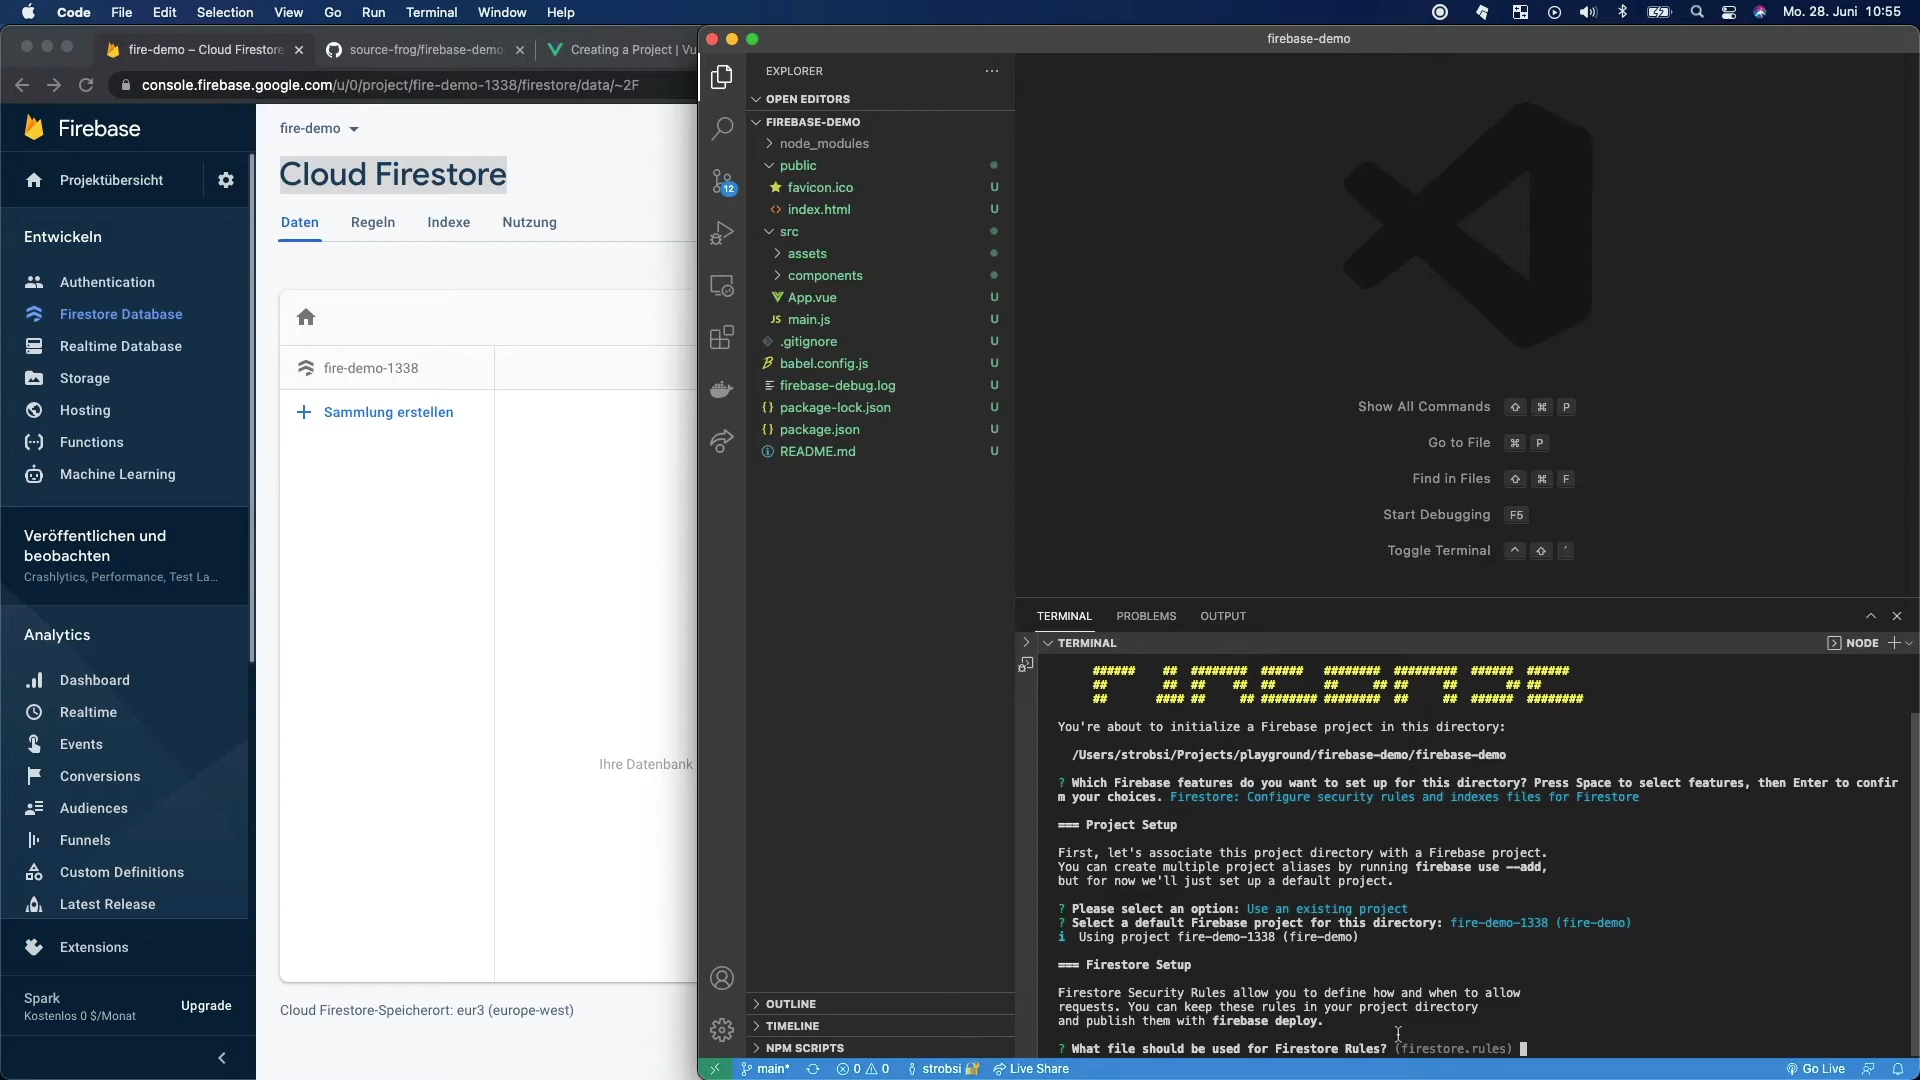 Code File Edit Selection View Go Run Terminal Window Help
Mo. 28. Juni 10:55
fire-demo – Cloud Firestore
source-frog/firebase-demo
Creating a Project | Vu
console.firebase.google.com/u/0/project/fire-demo-1338/firestore/data/~2F
Firebase
Projektübersicht
Entwickeln
Authentication
Firestore Database
Realtime Database
Storage
Hosting
Functions
Machine Learning
Veröffentlichen und
beobachten
Crashlytics, Performance, Test La...
Analytics
Dashboard
Realtime
Events
Conversions
Audiences
Funnels
Custom Definitions
Latest Release
Extensions
Spark
Kostenlos 0 $/Monat
Upgrade
fire-demo
Cloud Firestore
Daten Regeln Indexe Nutzung
fire-demo-1338
Sammlung erstellen
Ihre Datenbank
Cloud Firestore-Speicherort: eur3 (europe-west)
firebase-demo
EXPLORER
OPEN EDITORS
FIREBASE-DEMO
node_modules
public
favicon.ico U
index.html U
src
assets
components
App.vue U
JS main.js U
.gitignore U
babel.config.js U
firebase-debug.log U
{} package-lock.json U
{} package.json U
README.md U
12
OUTLINE
TIMELINE
NPM SCRIPTS
Show All Commands ⇧ ⌘ P
Go to File ⌘ P
Find in Files ⇧ ⌘ F
Start Debugging F5
Toggle Terminal ^ ⇧ '
TERMINAL PROBLEMS OUTPUT
TERMINAL
NODE
You're about to initialize a Firebase project in this directory:
/Users/strobsi/Projects/playground/firebase-demo/firebase-demo
? Which Firebase features do you want to set up for this directory? Press Space to select features, then Enter to confir
m your choices. Firestore: Configure security rules and indexes files for Firestore
=== Project Setup
First, let's associate this project directory with a Firebase project.
You can create multiple project aliases by running firebase use --add,
but for now we'll just set up a default project.
? Please select an option: Use an existing project
? Select a default Firebase project for this directory: fire-demo-1338 (fire-demo)
i Using project fire-demo-1338 (fire-demo)
=== Firestore Setup
Firestore Security Rules allow you to define how and when to allow
requests. You can keep these rules in your project directory
and publish them with firebase deploy.
? What file should be used for Firestore Rules? (firestore.rules)
main* 0 0 strobsi Live Share
Go Live